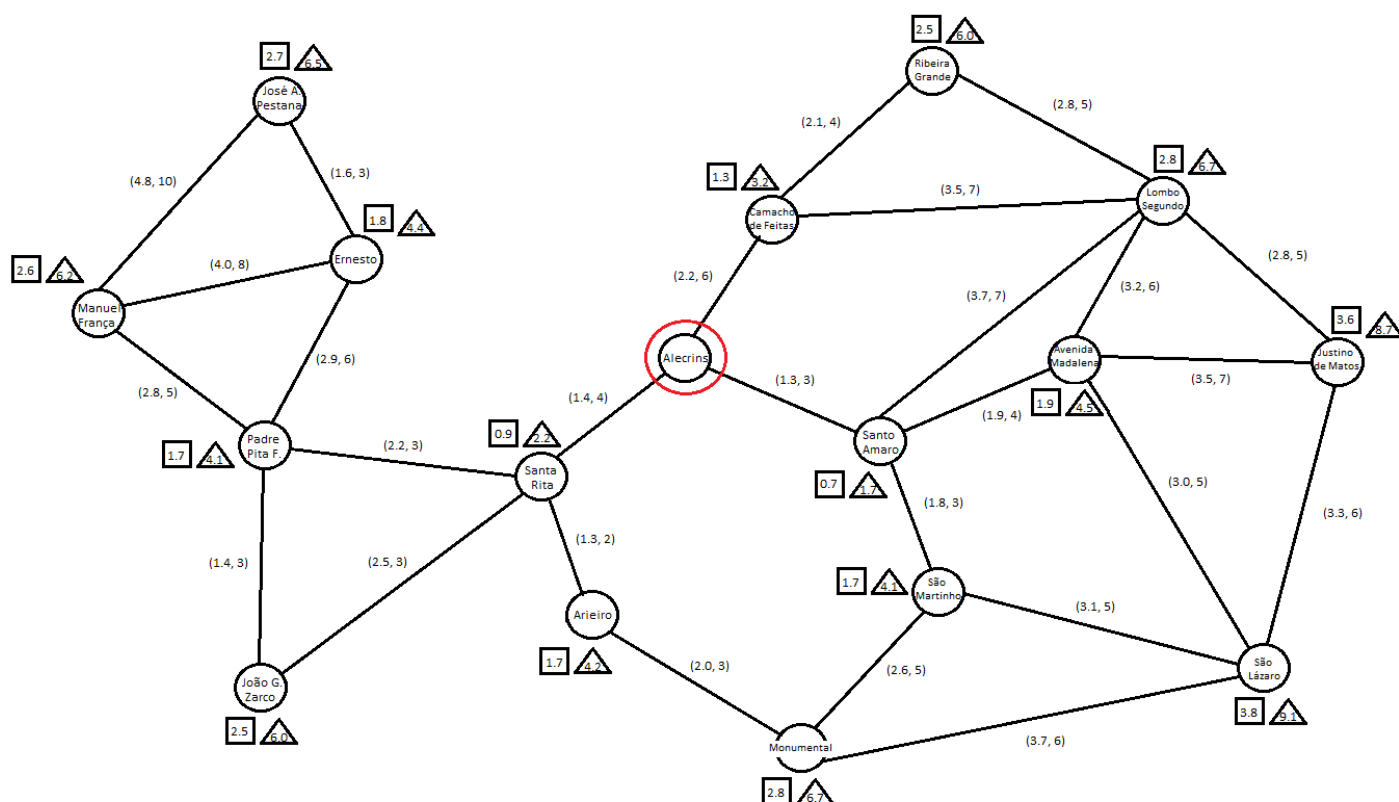 2.5 6.0
Ribeira
Grande
2.7 6.5
José A.
Pestana
(2.8, 5)
(2.1, 4)
2.8 6.7
(4.8, 10)
(1.6, 3)
1.3 3.2
(3.5, 7)
Lombo
Segundo
Camacho
de Feitas
1.8 4.4
Ernesto
(4.0, 8)
2.6 6.2
(2.2, 6)
(3.7, 7)
(3.2, 6)
(2.8, 5)
Manuel
França
3.6 8.7
(2.9, 6)
Alecrins
Avenida
Madalena
Justino
de Matos
(2.8, 5)
(1.4, 4)
(1.3, 3)
(3.5, 7)
1.9 4.5
(1.9, 4)
0.9 2.2
Padre
Pita F.
1.7 4.1
(2.2, 3)
Santo
Amaro
Santa
Rita
0.7 1.7
(3.0, 5)
(1.8, 3)
(3.3, 6)
(1.3, 2)
(1.4, 3)
(2.5, 3)
1.7 4.1
São
Martinho
Arieiro
(3.1, 5)
1.7 4.2
(2.0, 3)
(2.6, 5)
São
Lázaro
João G.
Zarco
2.5 6.0
3.8 9.1
Monumental
(3.7, 6)
2.8 6.7